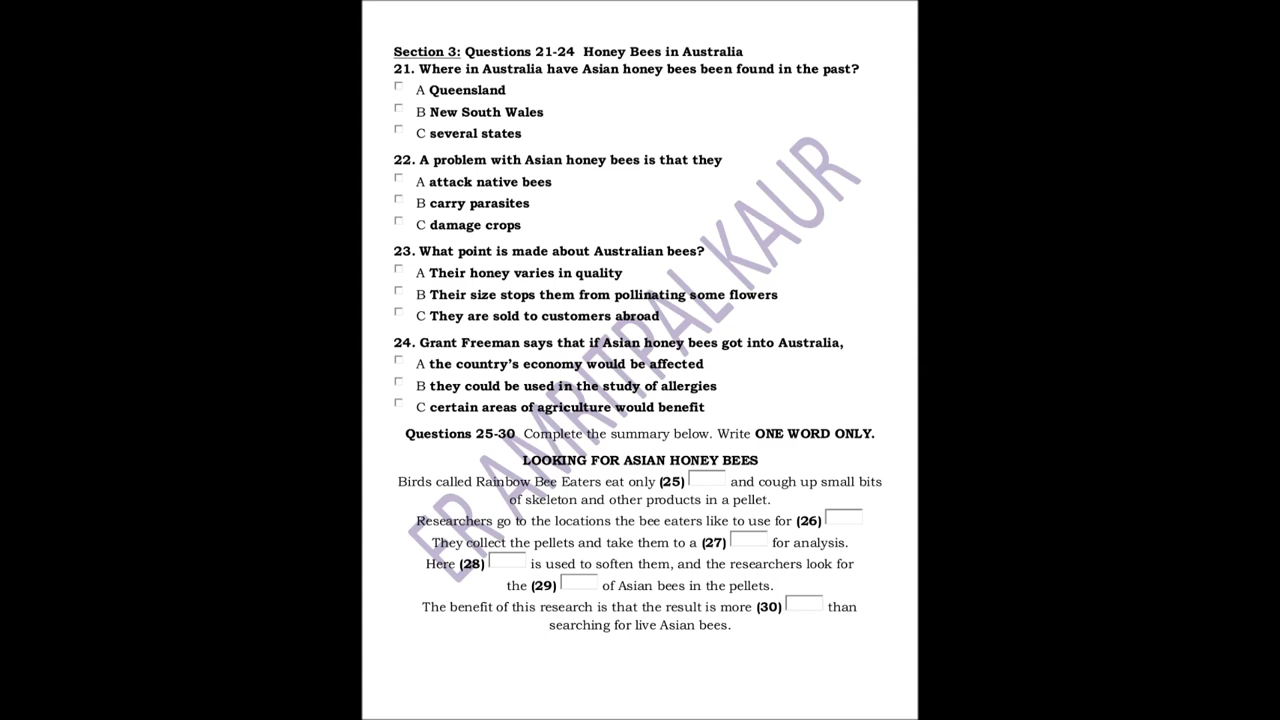 Section 3: Questions 21-24 Honey Bees in Australia
21. Where in Australia have Asian honey bees been found in the past?
A Queensland
B New South Wales
C several states
22. A problem with Asian honey bees is that they
A attack native bees
B carry parasites
C damage crops
23. What point is made about Australian bees?
A Their honey varies in quality
B Their size stops them from pollinating some flowers
C They are sold to customers abroad
24. Grant Freeman says that if Asian honey bees got into Australia,
A the country's economy would be affected
B they could be used in the study of allergies
C certain areas of agriculture would benefit
Questions 25-30 Complete the summary below. Write ONE WORD ONLY.
LOOKING FOR ASIAN HONEY BEES
Birds called Rainbow Bee Eaters eat only (25) and cough up small bits
of skeleton and other products in a pellet.
Researchers go to the locations the bee eaters like to use for (26)
They collect the pellets and take them to a (27) for analysis.
Here (28) is used to soften them, and the researchers look for
the (29) of Asian bees in the pellets.
The benefit of this research is that the result is more (30) than
searching for live Asian bees.
ER AMRITPAL KAUR